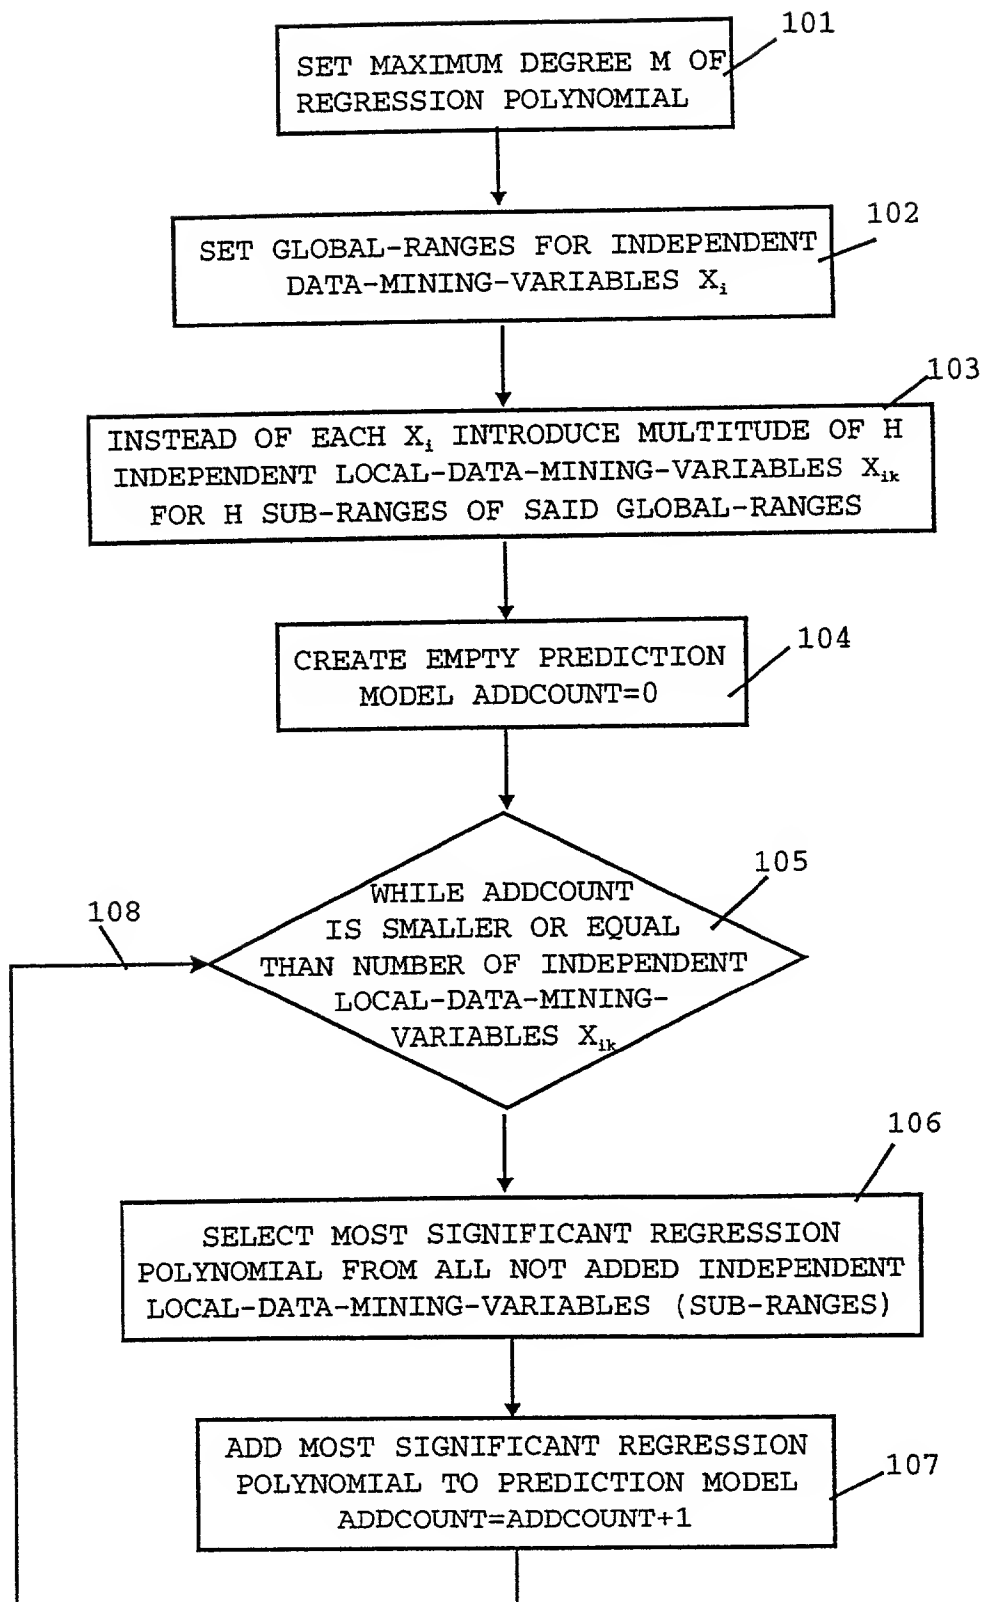 101
SET MAXIMUM DEGREE M OF
REGRESSION POLYNOMIAL
102
SET GLOBAL-RANGES FOR INDEPENDENT
DATA-MINING-VARIABLES Xi
103
INSTEAD OF EACH Xi INTRODUCE MULTITUDE OF H
INDEPENDENT LOCAL-DATA-MINING-VARIABLES Xik
FOR H SUB-RANGES OF SAID GLOBAL-RANGES
104
CREATE EMPTY PREDICTION
MODEL ADDCOUNT=0
105
WHILE ADDCOUNT
IS SMALLER OR EQUAL
THAN NUMBER OF INDEPENDENT
LOCAL-DATA-MINING-
VARIABLES Xik
108
106
SELECT MOST SIGNIFICANT REGRESSION
POLYNOMIAL FROM ALL NOT ADDED INDEPENDENT
LOCAL-DATA-MINING-VARIABLES (SUB-RANGES)
ADD MOST SIGNIFICANT REGRESSION
POLYNOMIAL TO PREDICTION MODEL
ADDCOUNT=ADDCOUNT+1
107